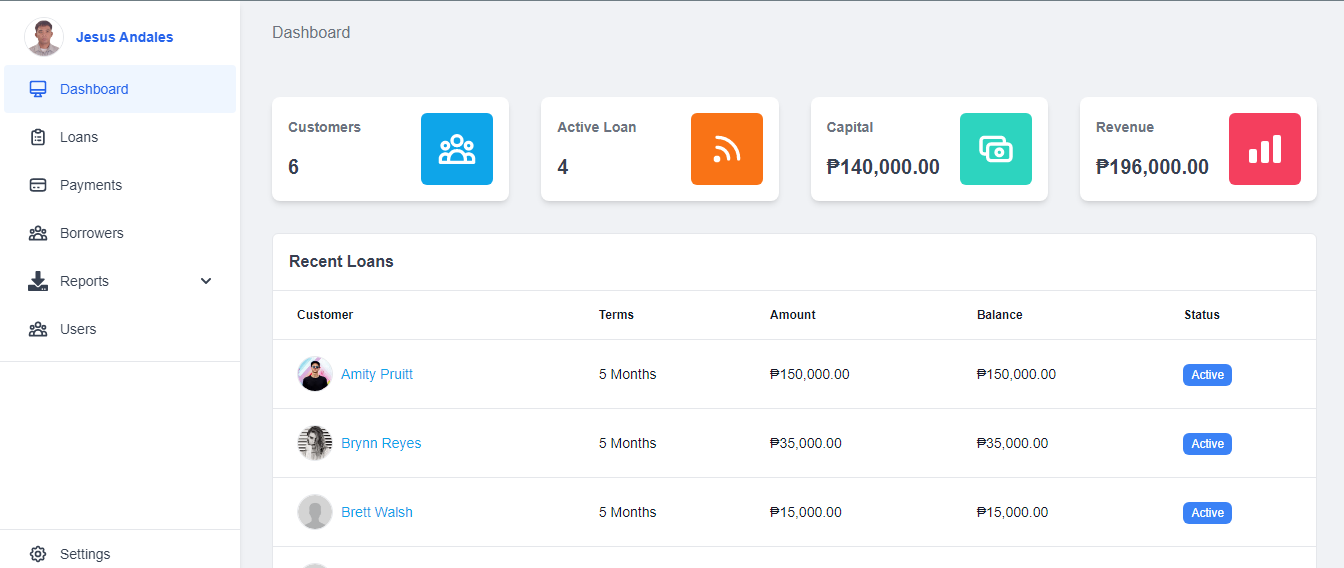 Jesus Andales
Dashboard
Loans
Payments
Borrowers
Reports
Users
Settings
Dashboard
Customers
6
Active Loan
4
Capital
₱140,000.00
Revenue
₱196,000.00
Recent Loans
Customer Terms Amount Balance Status
Amity Pruitt 5 Months ₱150,000.00 ₱150,000.00 Active
Brynn Reyes 5 Months ₱35,000.00 ₱35,000.00 Active
Brett Walsh 5 Months ₱15,000.00 ₱15,000.00 Active